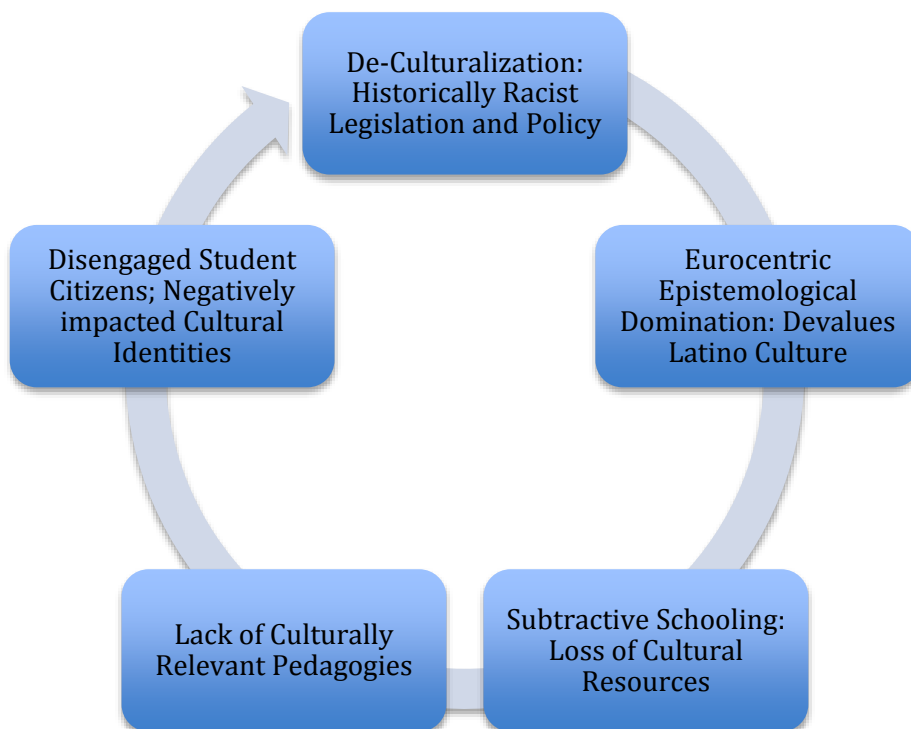 De-Culturalization:
Historically Racist
Legislation and Policy
Eurocentric
Epistemological
Domination: Devalues
Latino Culture
Subtractive Schooling:
Loss of Cultural
Resources
Lack of Culturally
Relevant Pedagogies
Disengaged Student
Citizens; Negatively
impacted Cultural
Identities